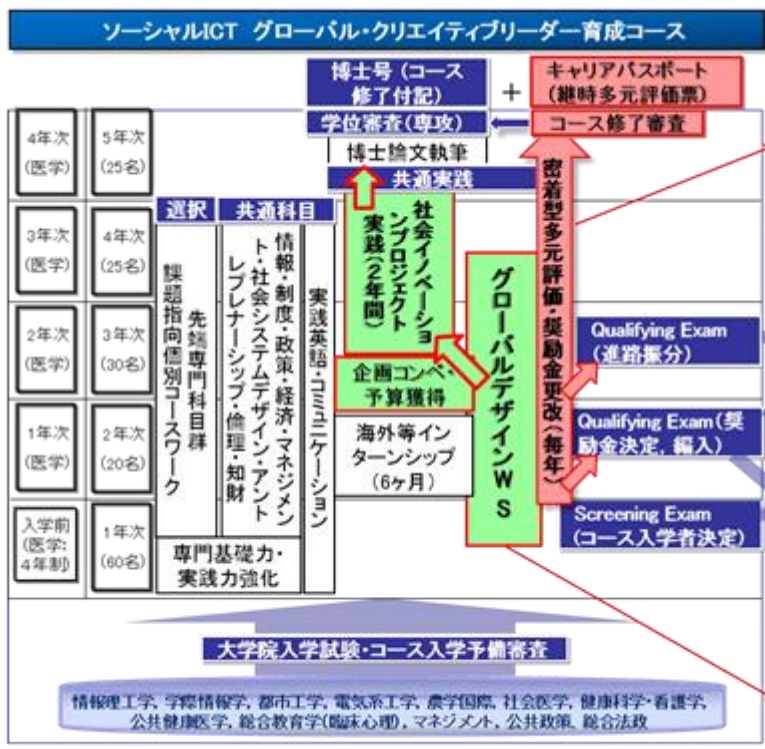 ソーシャルICT グローバル・クリエイティブリーダー育成コース
博士号（コース
修了付記）
+
キャリアパスポート
（継時多元評価票）
学位審査（専攻）
コース修了審査
博士論文執筆
共通実践
4年次
（医学）
5年次
（25名）
3年次
（医学）
4年次
（25名）
2年次
（医学）
3年次
（30名）
1年次
（医学）
2年次
（20名）
入学前
（医学:
4年制）
1年次
（60名）
選択
共通科目
先端専門科目群
課題指向個別コースワーク
情報・制度・政策・経済・マネジメン
ト・社会システムデザイン・アント
レプレナーシップ・倫理・知財
実践英語・コミュニケーション
専門基礎力・
実践力強化
社会イノベーショ
ンプロジェクト
実践（2年間）
企画コンペ・
予算獲得
海外等イン
ターンシップ
（6ヶ月）
グローバルデザインWS
密着型多元評価・奨励金更改（毎年）
Qualifying Exam
（進路振分）
Qualifying Exam（奨
励金決定, 編入）
Screening Exam
（コース入学者決定）
大学院入学試験・コース入学予備審査
情報理工学, 学際情報学, 都市工学, 電気系工学, 農学国際, 社会医学, 健康科学・看護学,
公共健康医学, 総合教育学(臨床心理), マネジメント, 公共政策, 総合法政